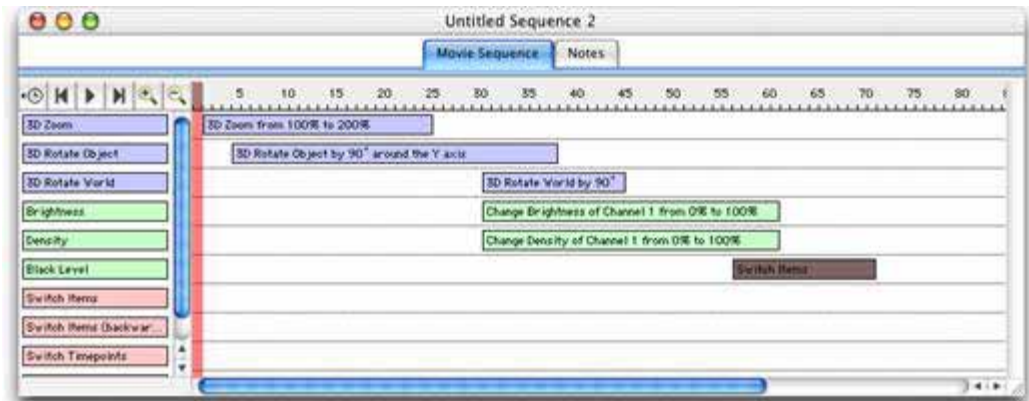 Untitled Sequence 2
Movie Sequence Notes
5 10 15 20 25 30 35 40 45 50 55 60 65 70 75 80
3D Zoom 3D Zoom from 100% to 200%
3D Rotate Object 3D Rotate Object by 90° around the Y axis
3D Rotate World 3D Rotate World by 90°
Brightness Change Brightness of Channel 1 from 0% to 100%
Density Change Density of Channel 1 from 0% to 100%
Black Level Switch Items
Switch Items
Switch Items (backwar...
Switch Timepoints